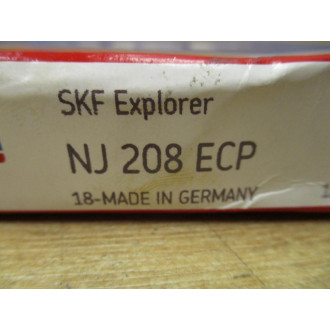 SKF Explorer
NJ 208 ECP
18-MADE IN GERMANY